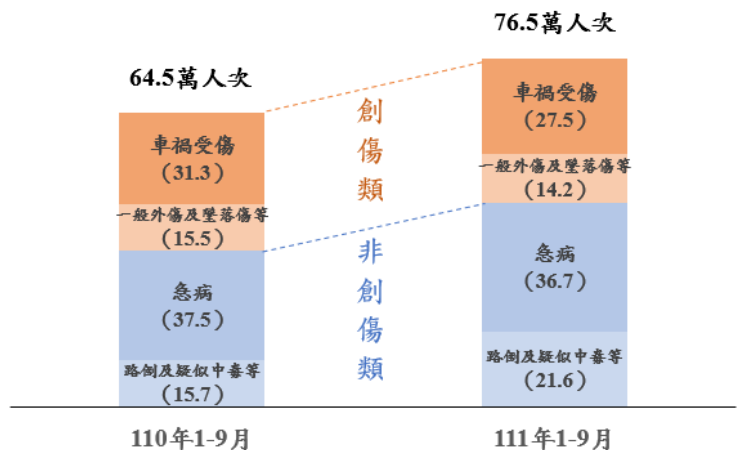 64.5萬人次
車禍受傷
（31.3）
一般外傷及墜落傷等
（15.5）
急病
（37.5）
路倒及疑似中毒等
（15.7）
110年1-9月
創傷類
非創傷類
76.5萬人次
車禍受傷
（27.5）
一般外傷及墜落傷等
（14.2）
急病
（36.7）
路倒及疑似中毒等
（21.6）
111年1-9月